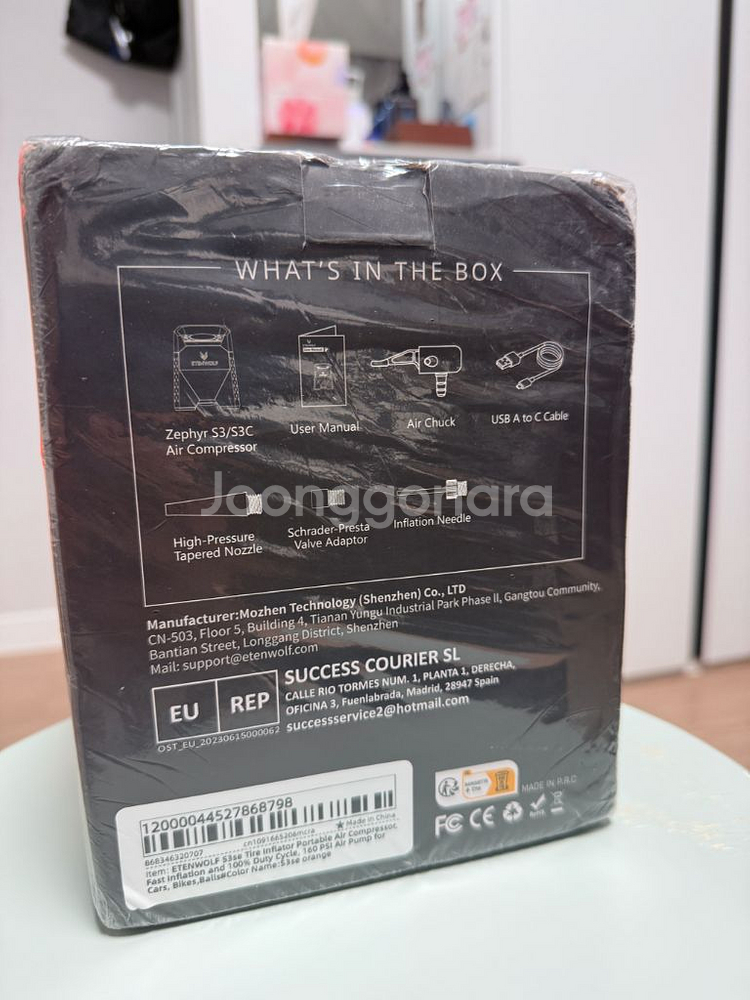 WHAT'S IN THE BOX
ETENWOLF
Zephyr S3/S3C
Air Compressor
User Manual
Air Chuck
USB A to C Cable
Joonggonara
High-Pressure
Tapered Nozzle
Schrader-Presta
Valve Adaptor
Inflation Needle
Manufacturer:Mozhen Technology (Shenzhen) Co., LTD
CN-503, Floor 5, Building 4, Tianan Yungu Industrial Park Phase II, Gangtou Community,
Bantian Street, Longgang District, Shenzhen
Mail: support@etenwolf.com
EU REP
SUCCESS COURIER SL
CALLE RIO TORMES NUM. 1, PLANTA 1, DERECHA,
OFICINA 3, Fuenlabrada, Madrid, 28947 Spain
successservice2@hotmail.com
OST_EU_20230615000062
12000044527868798
868346320707
cn1091665206mcra
★Made in China
Item: ETENWOLF S3se Tire Inflator Portable Air Compressor,
Fast Inflation and 100% Duty Cycle, 160 PSI Air Pump for
Cars, Bikes,Balls#Color Name:S3se orange
MADE IN P.R.C
FC CE